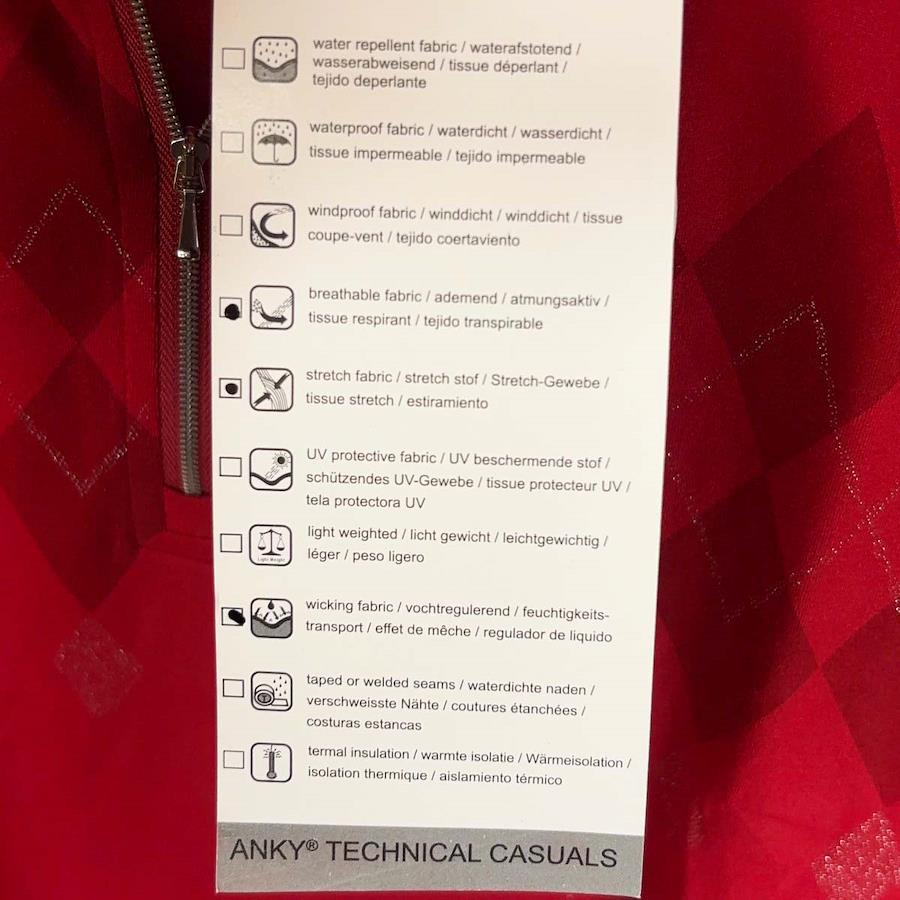 water repellent fabric / waterafstotend /
wasserabweisend / tissue déperlant /
tejido deperlante
waterproof fabric / waterdicht / wasserdicht /
tissue impermeable / tejido impermeable
windproof fabric / winddicht / winddicht / tissue
coupe-vent / tejido coertaviento
breathable fabric / ademend / atmungsaktiv /
tissue respirant / tejido transpirable
stretch fabric / stretch stof / Stretch-Gewebe /
tissue stretch / estiramiento
UV protective fabric / UV beschermende stof /
schützendes UV-Gewebe / tissue protecteur UV /
tela protectora UV
Light Weight
light weighted / licht gewicht / leichtgewichtig /
léger / peso ligero
wicking fabric / vochtregulerend / feuchtigkeits-
transport / effet de mêche / regulador de liquido
taped or welded seams / waterdichte naden /
verschweisste Nähte / coutures étanchées /
costuras estancas
termal insulation / warmte isolatie / Wärmeisolation /
isolation thermique / aislamiento térmico
ANKY® TECHNICAL CASUALS